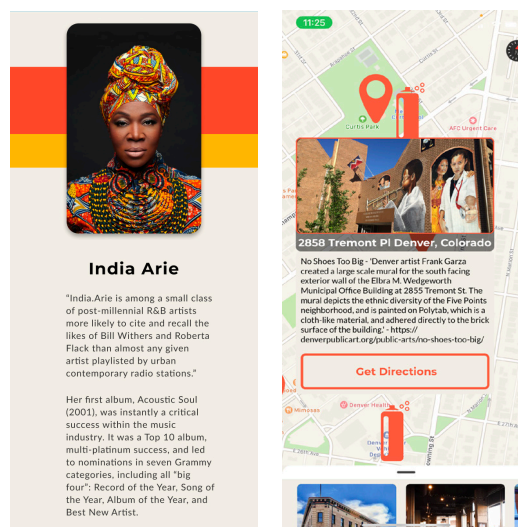 India Arie
“India.Arie is among a small class
of post-millennial R&B artists
more likely to cite and recall the
likes of Bill Withers and Roberta
Flack than almost any given
artist playlisted by urban
contemporary radio stations.”
Her first album, Acoustic Soul
(2001), was instantly a critical
success within the music
industry. It was a Top 10 album,
multi-platinum success, and led
to nominations in seven Grammy
categories, including all "big
four": Record of the Year, Song of
the Year, Album of the Year, and
Best New Artist.
11:25
Curtis Park
AFC Urgent Care
2858 Tremont Pl Denver, Colorado
No Shoes Too Big - 'Denver artist Frank Garza
created a large scale mural for the south facing
exterior wall of the Elbra M. Wedgeworth
Municipal Office Building at 2855 Tremont St. The
mural depicts the ethnic diversity of the Five Points
neighborhood, and is painted on Polytab, which is a
cloth-like material, and adhered directly to the brick
surface of the building.' - https://
denverpublicart.org/public-arts/no-shoes-too-big/
Get Directions
Mimosas
Denver Health
E 26th Ave